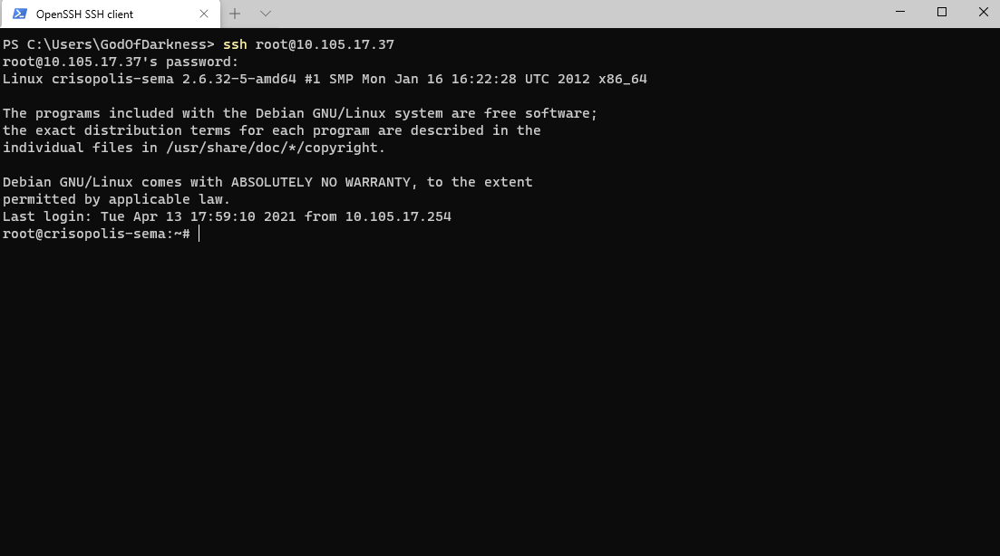 OpenSSH SSH client
PS C:\Users\GodOfDarkness> ssh root@10.105.17.37
root@10.105.17.37's password:
Linux crisopolis-sema 2.6.32-5-amd64 #1 SMP Mon Jan 16 16:22:28 UTC 2012 x86_64
The programs included with the Debian GNU/Linux system are free software;
the exact distribution terms for each program are described in the
individual files in /usr/share/doc/*/copyright.
Debian GNU/Linux comes with ABSOLUTELY NO WARRANTY, to the extent
permitted by applicable law.
Last login: Tue Apr 13 17:59:10 2021 from 10.105.17.254
root@crisopolis-sema:~#